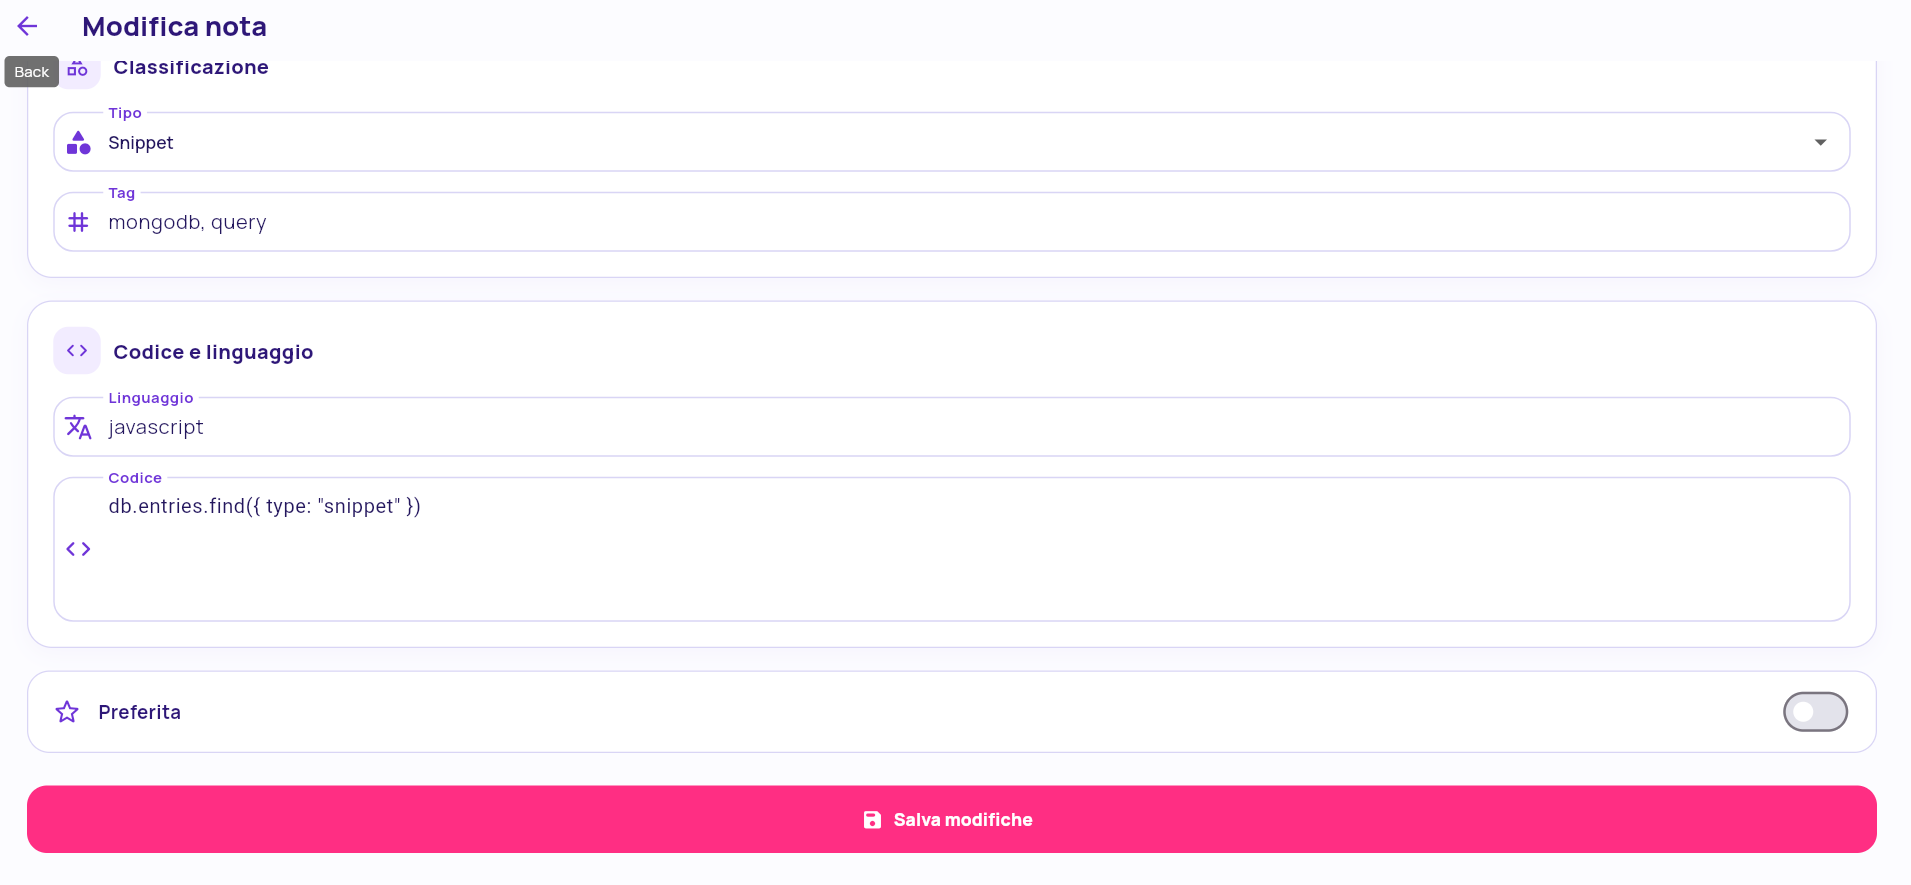 Modifica nota
Back
Classificazione
Tipo
Snippet
Tag
mongodb, query
Codice e linguaggio
Linguaggio
javascript
Codice
db.entries.find({ type: "snippet" })
Preferita
Salva modifiche